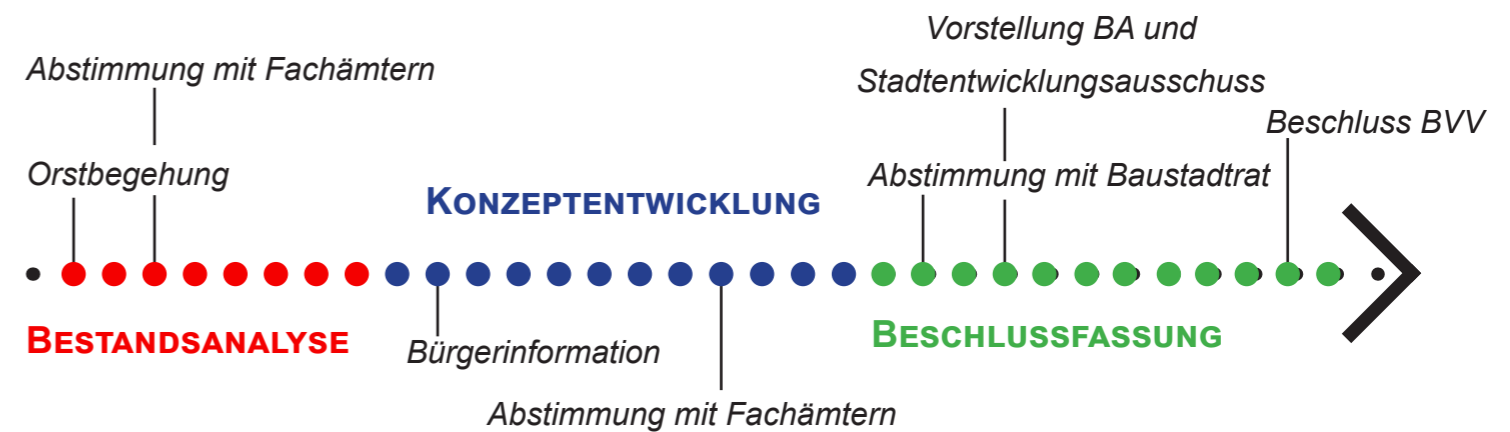 Vorstellung BA und
Stadtentwicklungsausschuss
Abstimmung mit Fachämtern
Beschluss BVV
Orstbegehung
Abstimmung mit Baustadtrat
KONZEPTENTWICKLUNG
BESTANDSANALYSE
BESCHLUSSFASSUNG
Bürgerinformation
Abstimmung mit Fachämtern